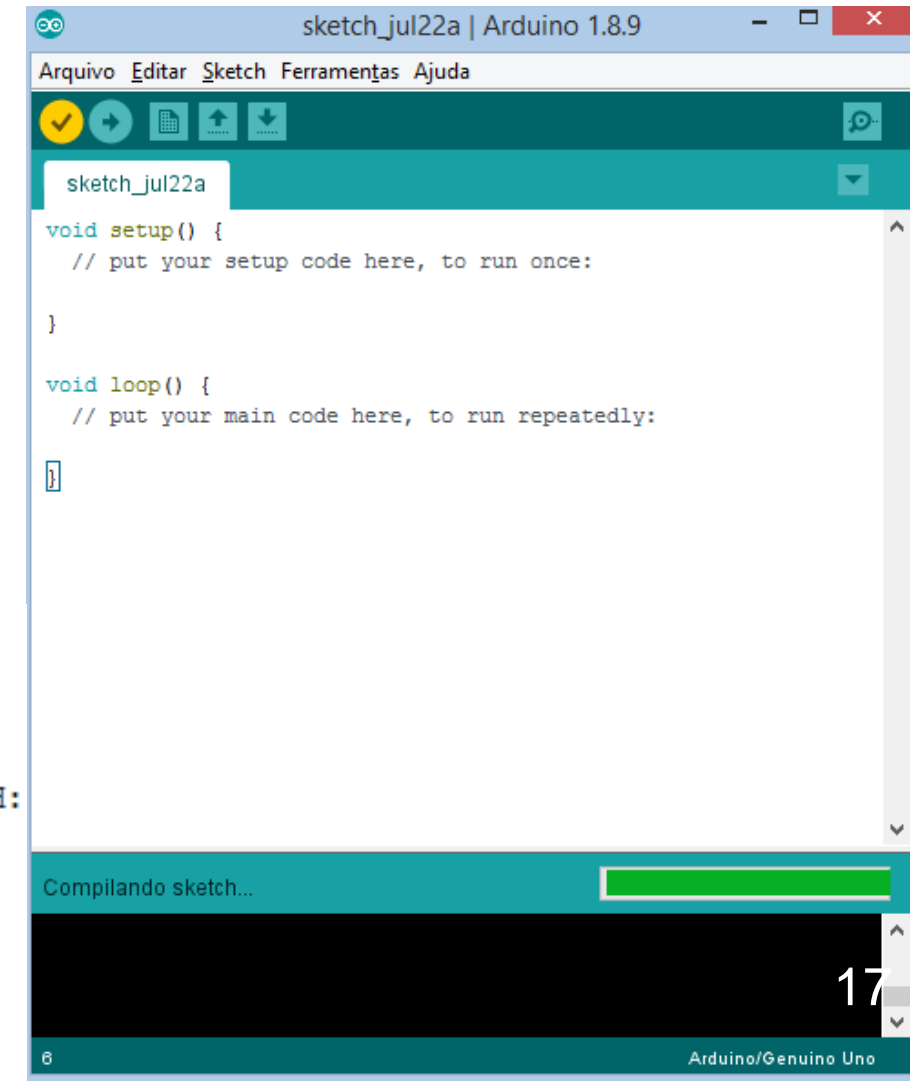 sketch_jul22a | Arduino 1.8.9
Arquivo Editar Sketch Ferramentas Ajuda
sketch_jul22a
void setup() {
  // put your setup code here, to run once:
}
void loop() {
  // put your main code here, to run repeatedly:
}
Compilando sketch...
17
6 Arduino/Genuino Uno